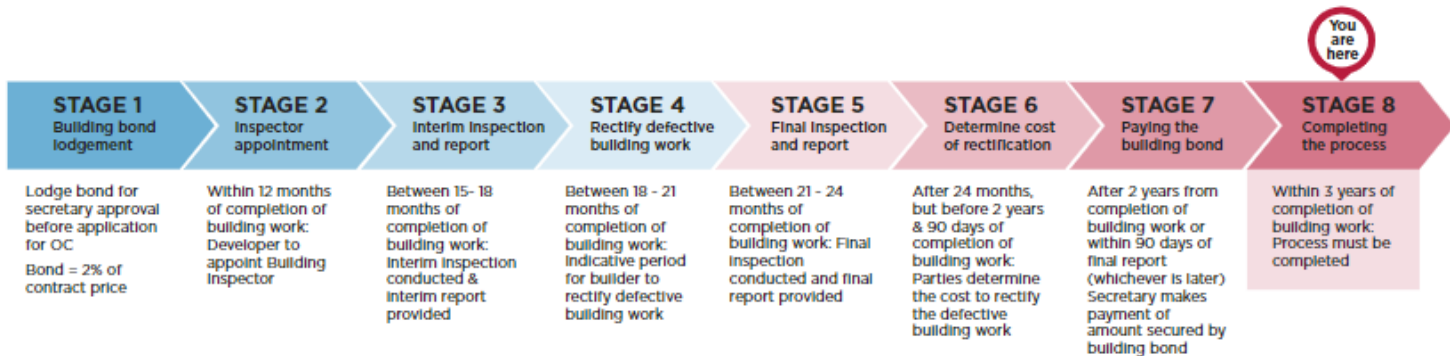 You
are
here
STAGE 1
Building bond
lodgement
STAGE 2
Inspector
appointment
STAGE 3
Interim inspection
and report
STAGE 4
Rectify defective
building work
STAGE 5
Final inspection
and report
STAGE 6
Determine cost
of rectification
STAGE 7
Paying the
building bond
STAGE 8
Completing
the process
Lodge bond for
secretary approval
before application
for OC
Bond = 2% of
contract price
Within 12 months
of completion of
building work:
Developer to
appoint Building
Inspector
Between 15- 18
months of
completion of
building work:
Interim inspection
conducted &
interim report
provided
Between 18 - 21
months of
completion of
building work:
Indicative period
for builder to
rectify defective
building work
Between 21 - 24
months of
completion of
building work: Final
inspection
conducted and final
report provided
After 24 months,
but before 2 years
& 90 days of
completion of
building work:
Parties determine
the cost to rectify
the defective
building work
After 2 years from
completion of
building work or
within 90 days of
final report
(whichever is later)
Secretary makes
payment of
amount secured by
building bond
Within 3 years of
completion of
building work:
Process must be
completed